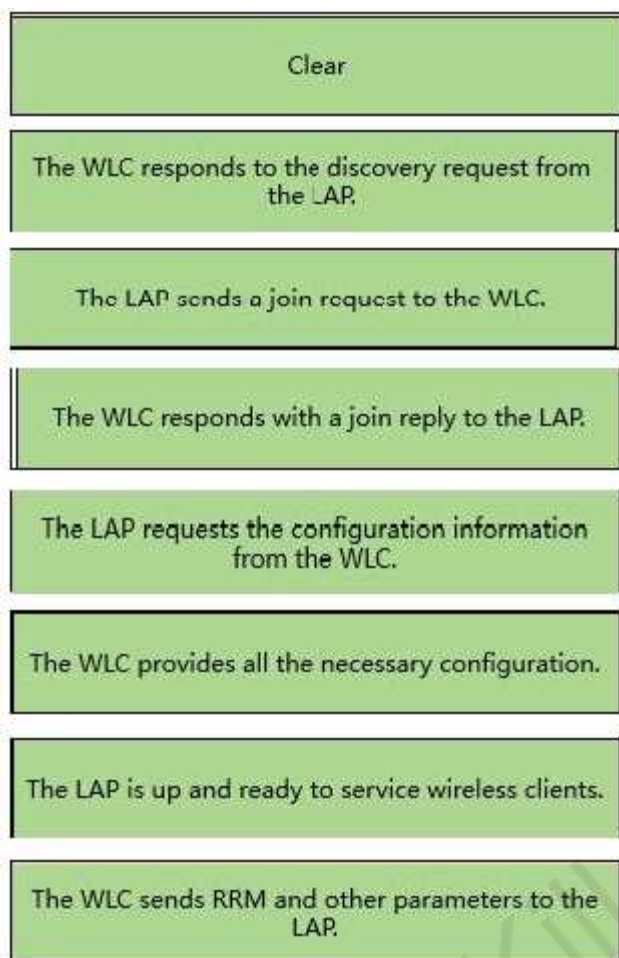 Clear
The WLC responds to the discovery request from
the LAP.
The LAP sends a join request to the WLC.
The WLC responds with a join reply to the LAP.
The LAP requests the configuration information
from the WLC.
The WLC provides all the necessary configuration.
The LAP is up and ready to service wireless clients.
The WLC sends RRM and other parameters to the
LAP.